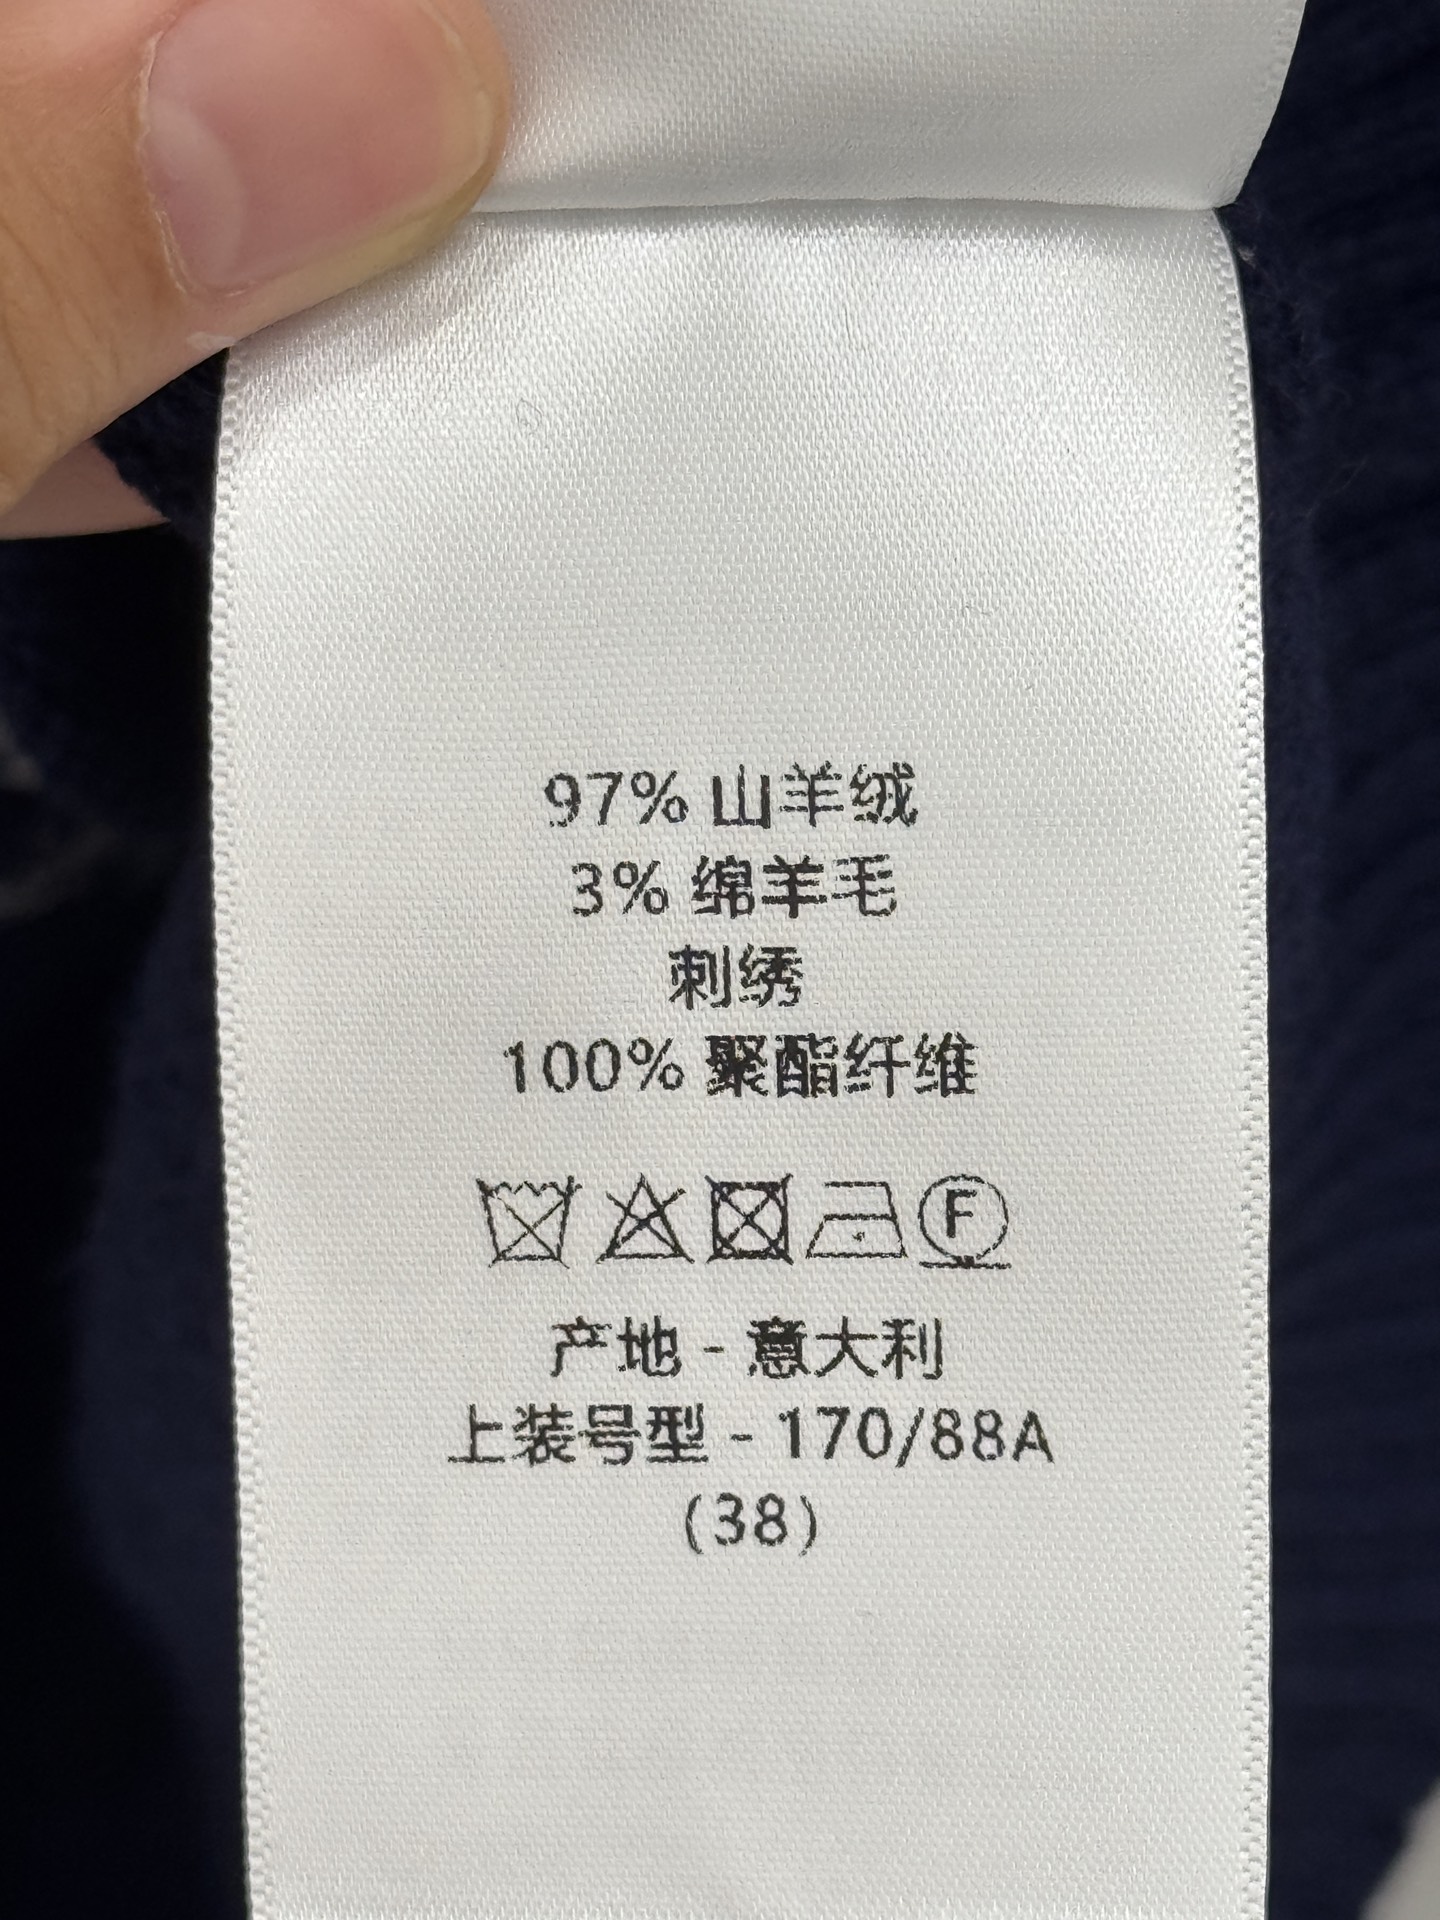 97% 山羊绒
3% 绵羊毛
刺绣
100% 聚酯纤维
F
产地 - 意大利
上装号型 - 170/88A
(38)